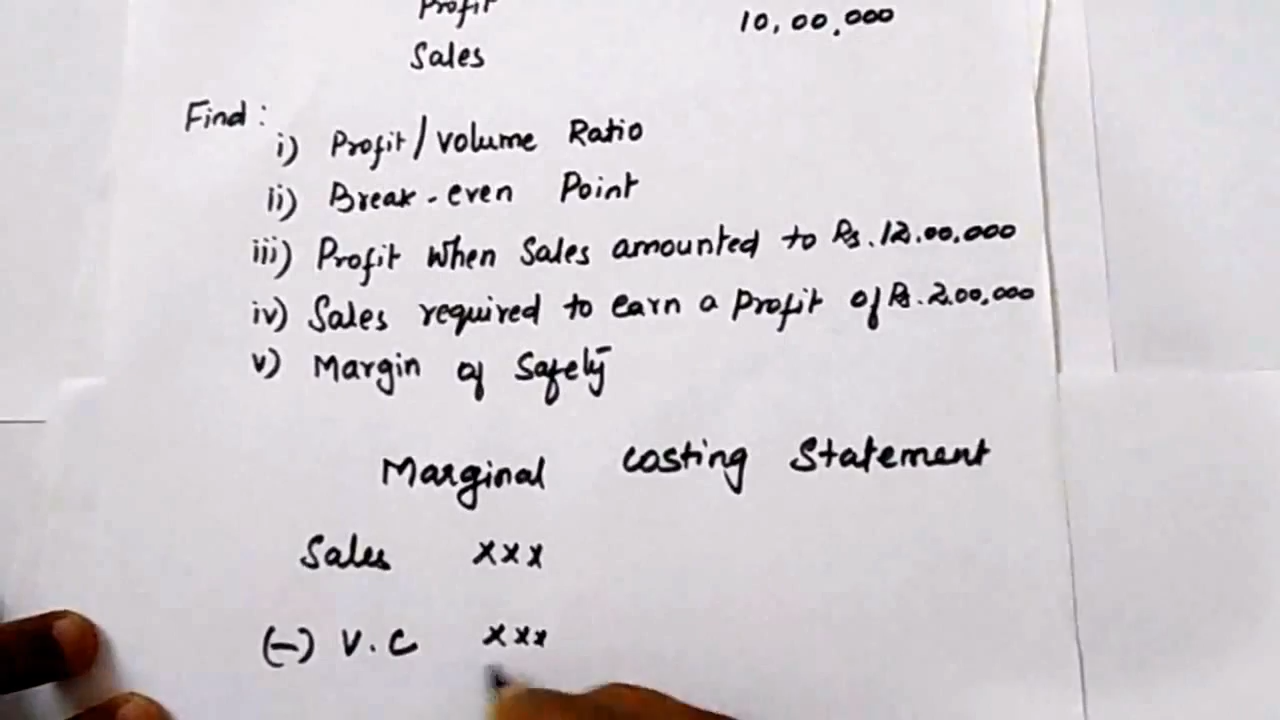 Profit
10,00,000
Sales
Find :
i) Profit/volume Ratio
ii) Break-even Point
iii) Profit when Sales amounted to Rs.12.00.000
iv) Sales required to earn a profit of Rs.2.00,000
v) Margin of Safety
Marginal costing Statement
Sales xxx
(-) V.C xxx